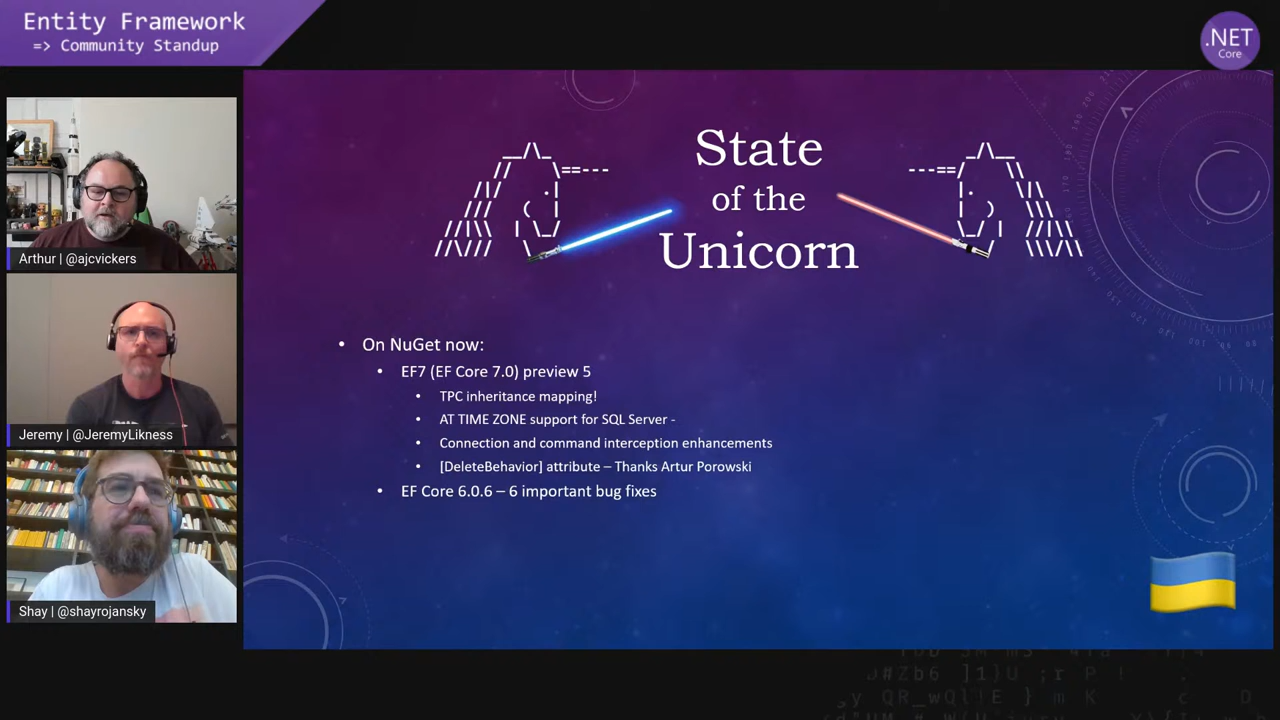 Entity Framework
=> Community Standup
.NET
Core
State
of the
Unicorn
Arthur | @ajcvickers
Jeremy | @JeremyLikness
Shay | @shayrojansky
• On NuGet now:
• EF7 (EF Core 7.0) preview 5
• TPC inheritance mapping!
• AT TIME ZONE support for SQL Server -
• Connection and command interception enhancements
• [DeleteBehavior] attribute – Thanks Artur Porowski
• EF Core 6.0.6 – 6 important bug fixes